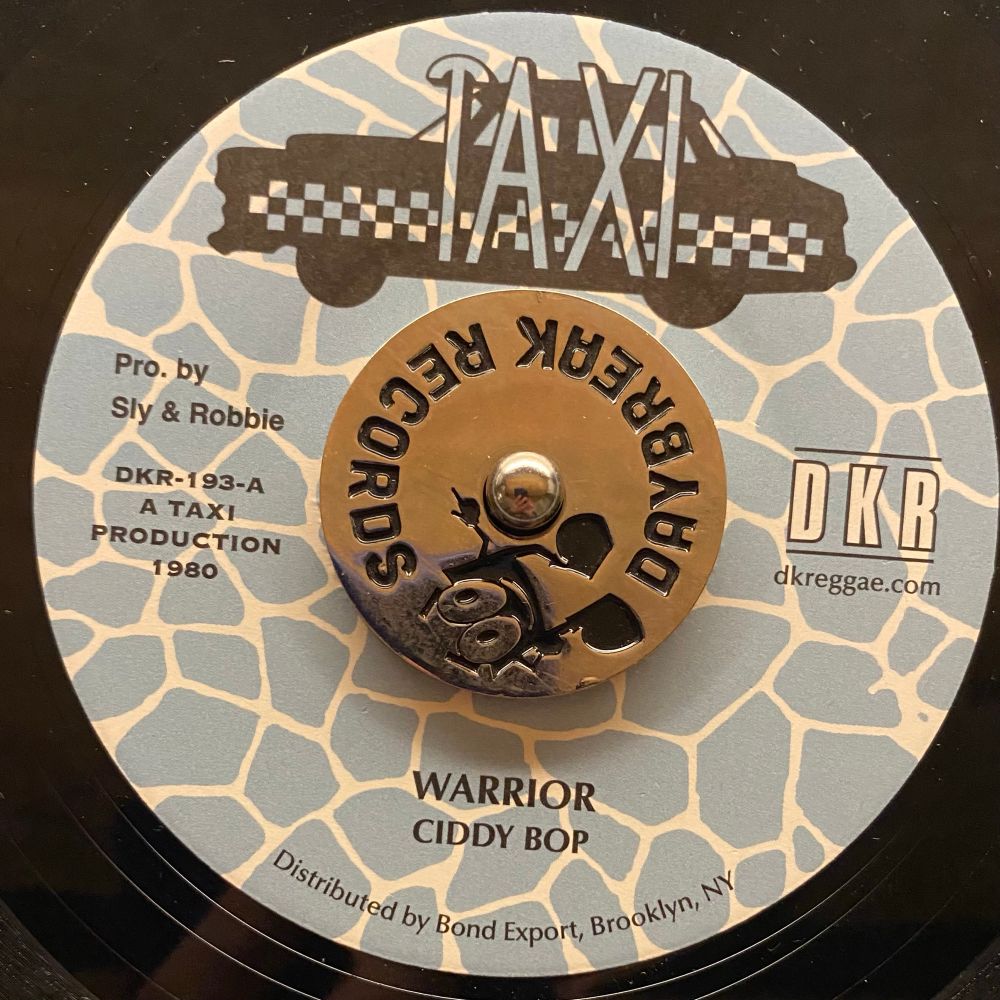 TAXI
Pro. by
Sly & Robbie
DKR-193-A
A TAXI
PRODUCTION
1980
DAYBREAK RECORDS
DKR
dkreggae.com
WARRIOR
CIDDY BOP
Distributed by Bond Export, Brooklyn, NY